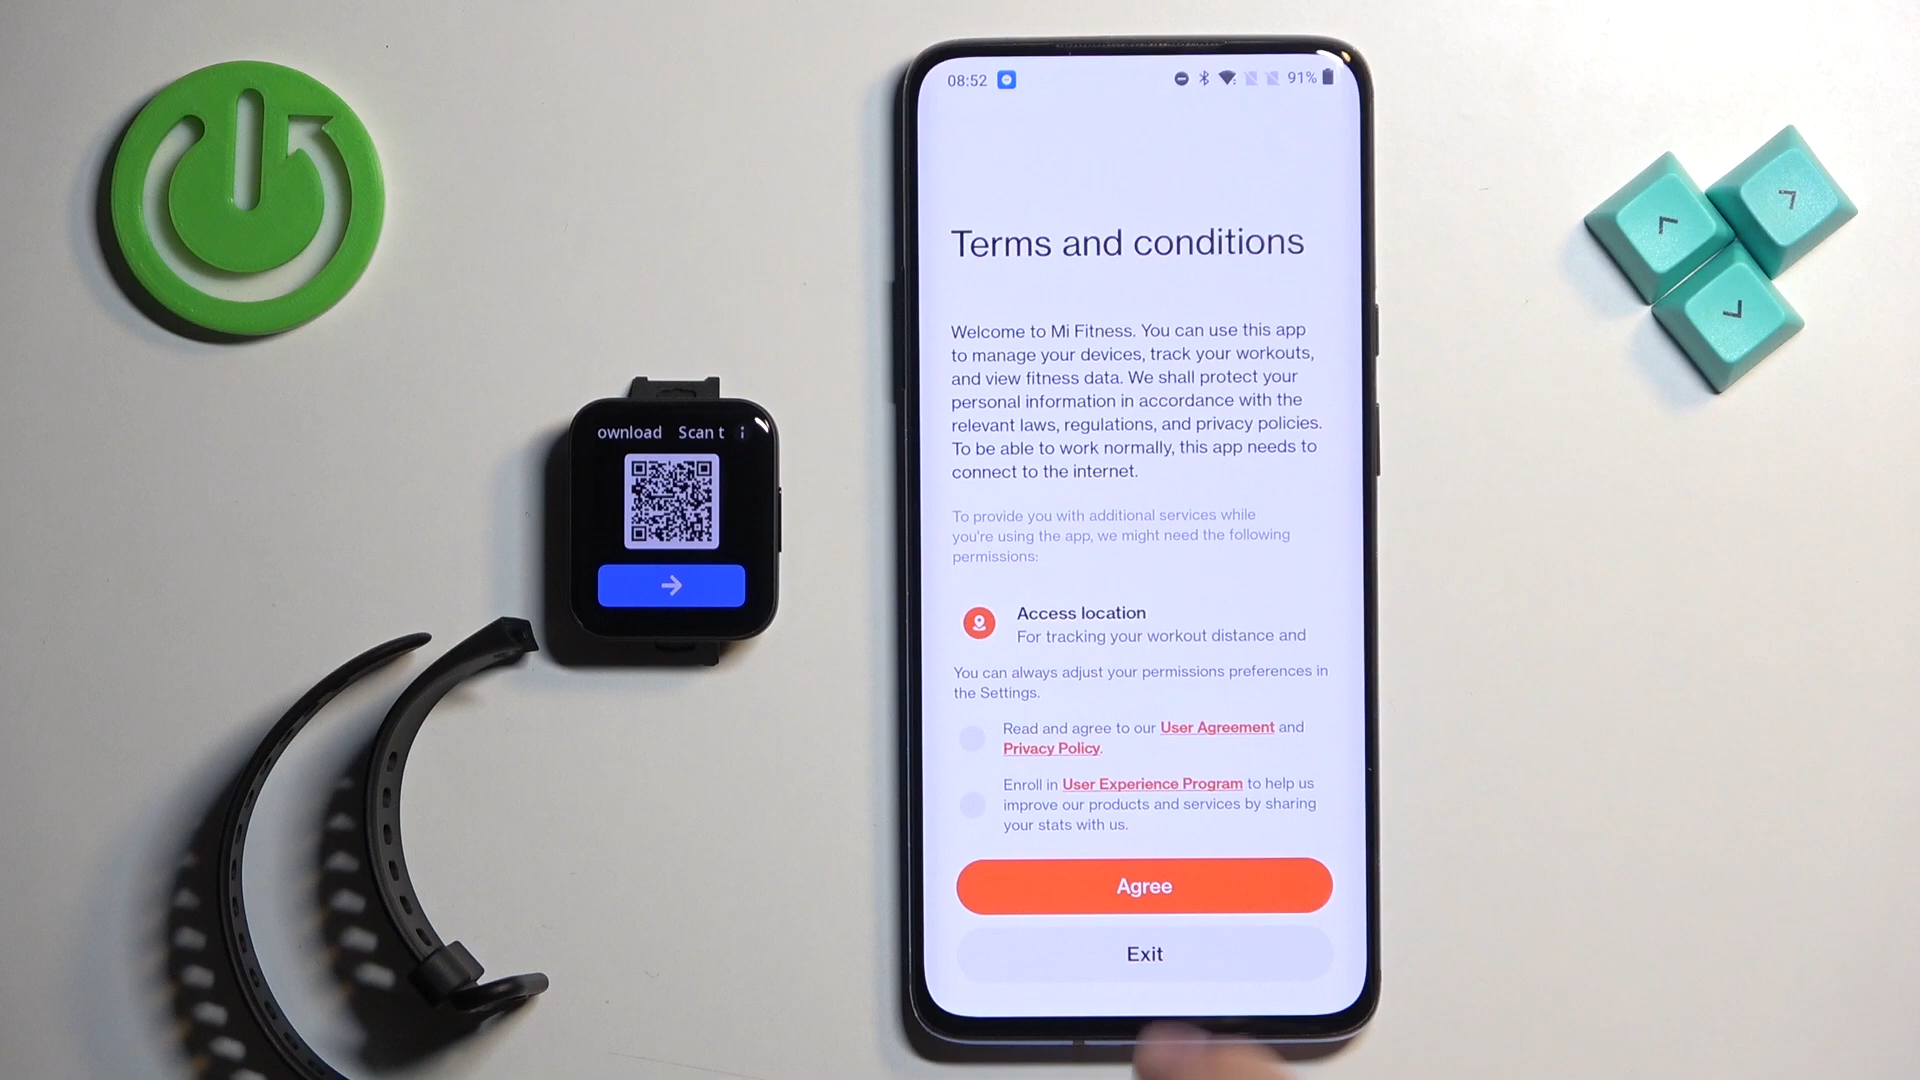 08:52
91%
Terms and conditions
Welcome to Mi Fitness. You can use this app
to manage your devices, track your workouts,
and view fitness data. We shall protect your
personal information in accordance with the
relevant laws, regulations, and privacy policies.
To be able to work normally, this app needs to
connect to the internet.
To provide you with additional services while
you're using the app, we might need the following
permissions:
Access location
For tracking your workout distance and
You can always adjust your permissions preferences in
the Settings.
Read and agree to our User Agreement and
Privacy Policy.
Enroll in User Experience Program to help us
improve our products and services by sharing
your stats with us.
Agree
Exit
ownload Scan t